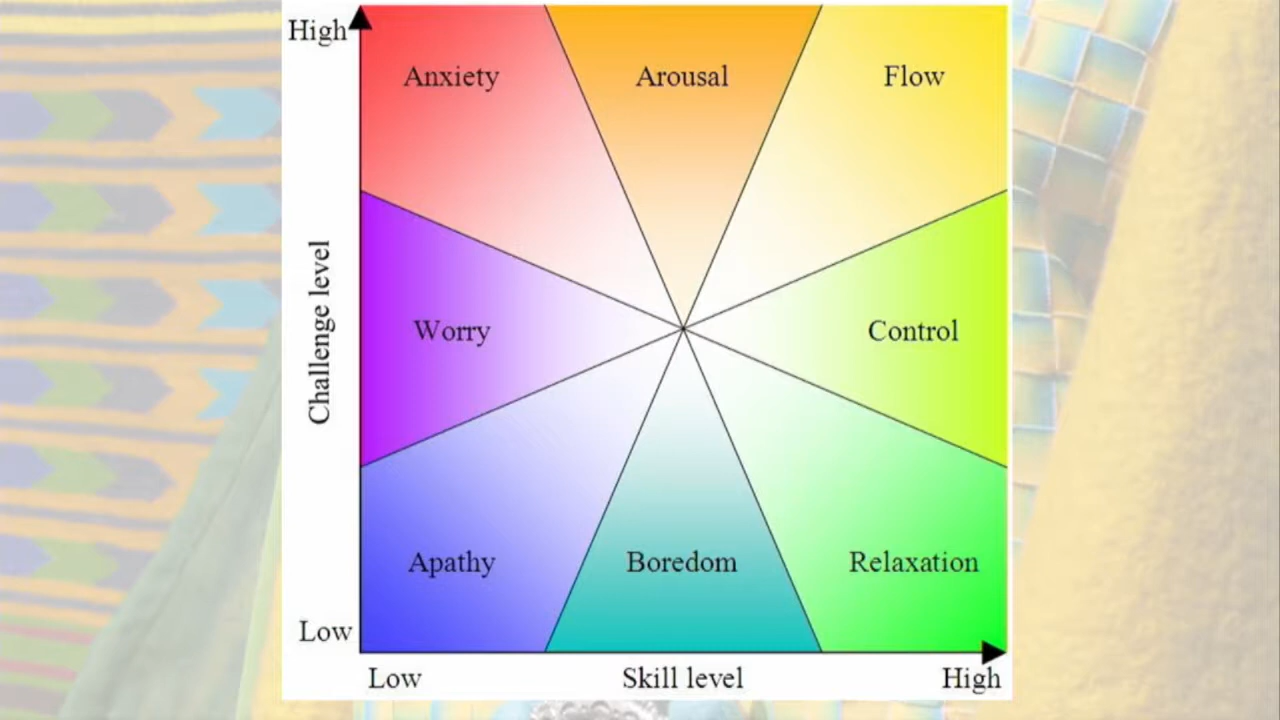 High
Anxiety
Arousal
Flow
Challenge level
Worry
Control
Apathy
Boredom
Relaxation
Low
Low
Skill level
High